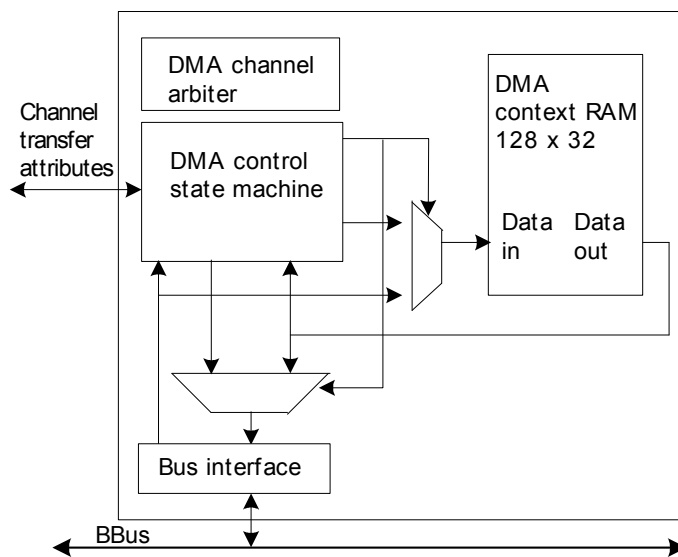 DMA channel
arbiter
DMA
context RAM
128 x 32
Channel
transfer
attributes
DMA control
state machine
Data
in
Data
out
Bus interface
BBus